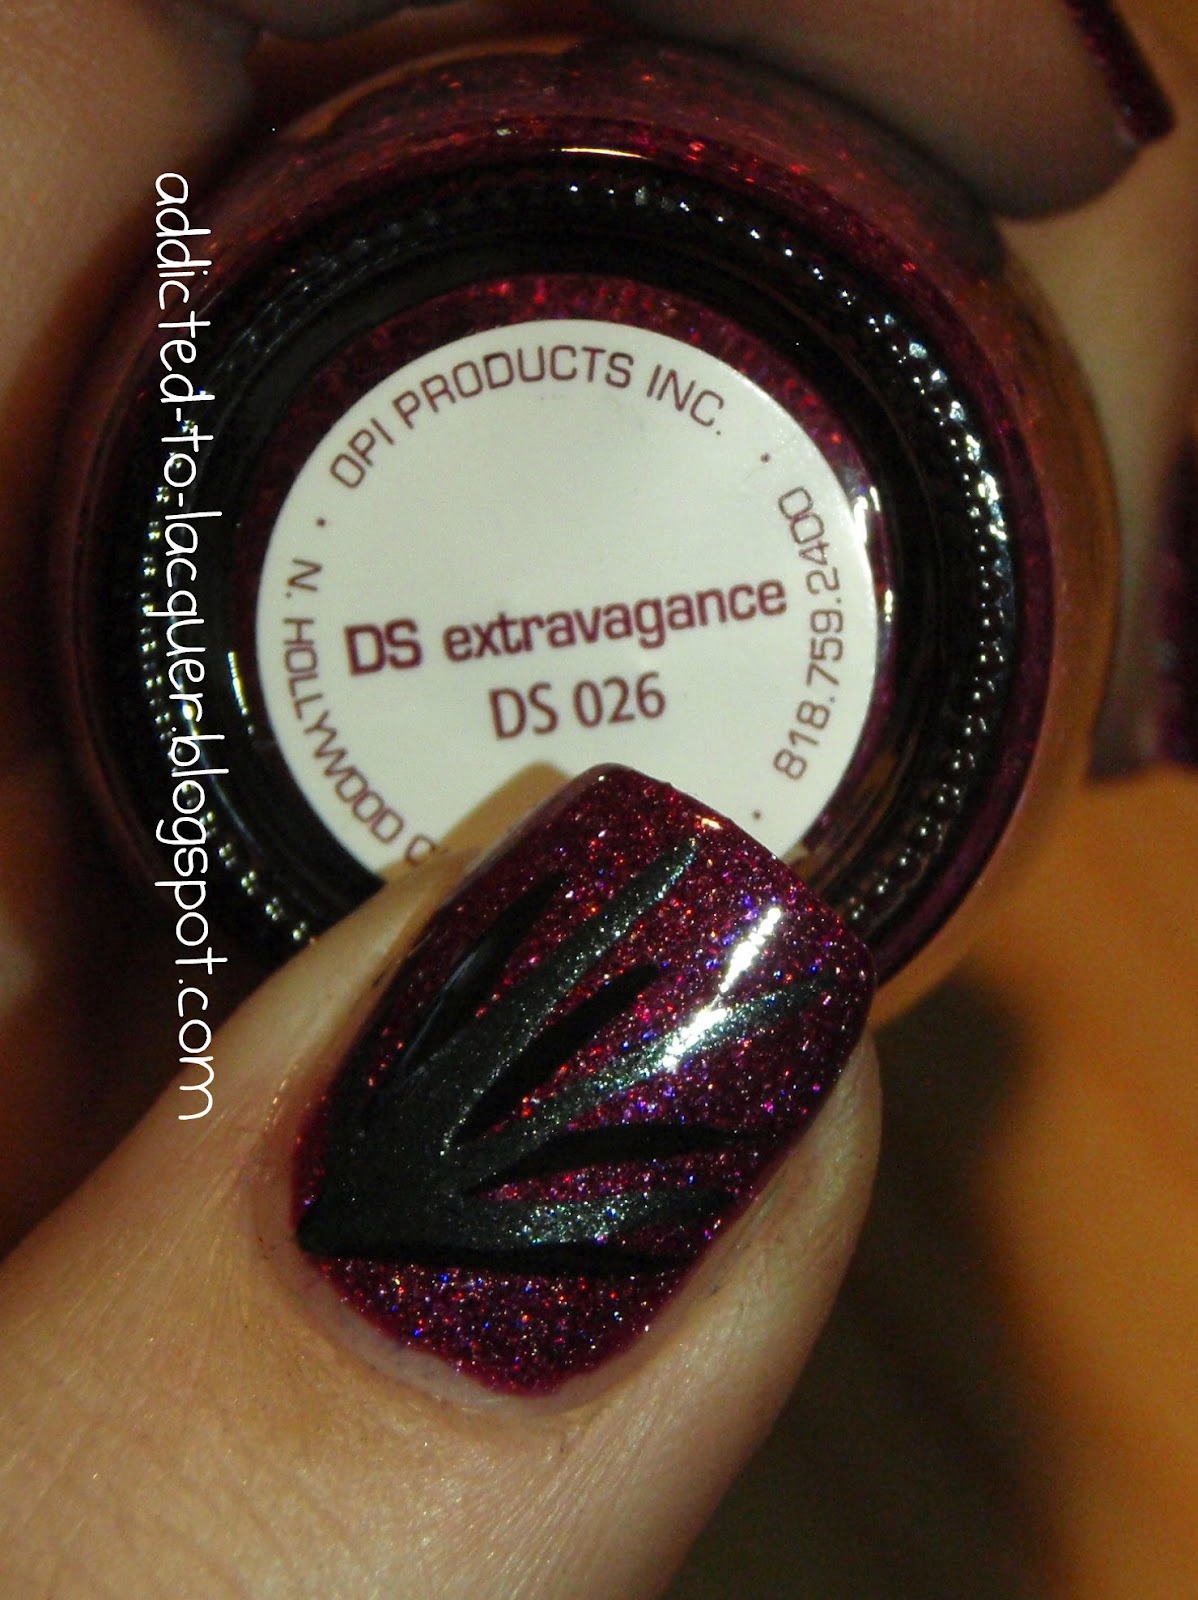 addicted-to-lacquer.blogspot.com
OPI PRODUCTS INC. · 818.759.2400 ·
N. HOLLYWOOD
DS extravagance
DS 026